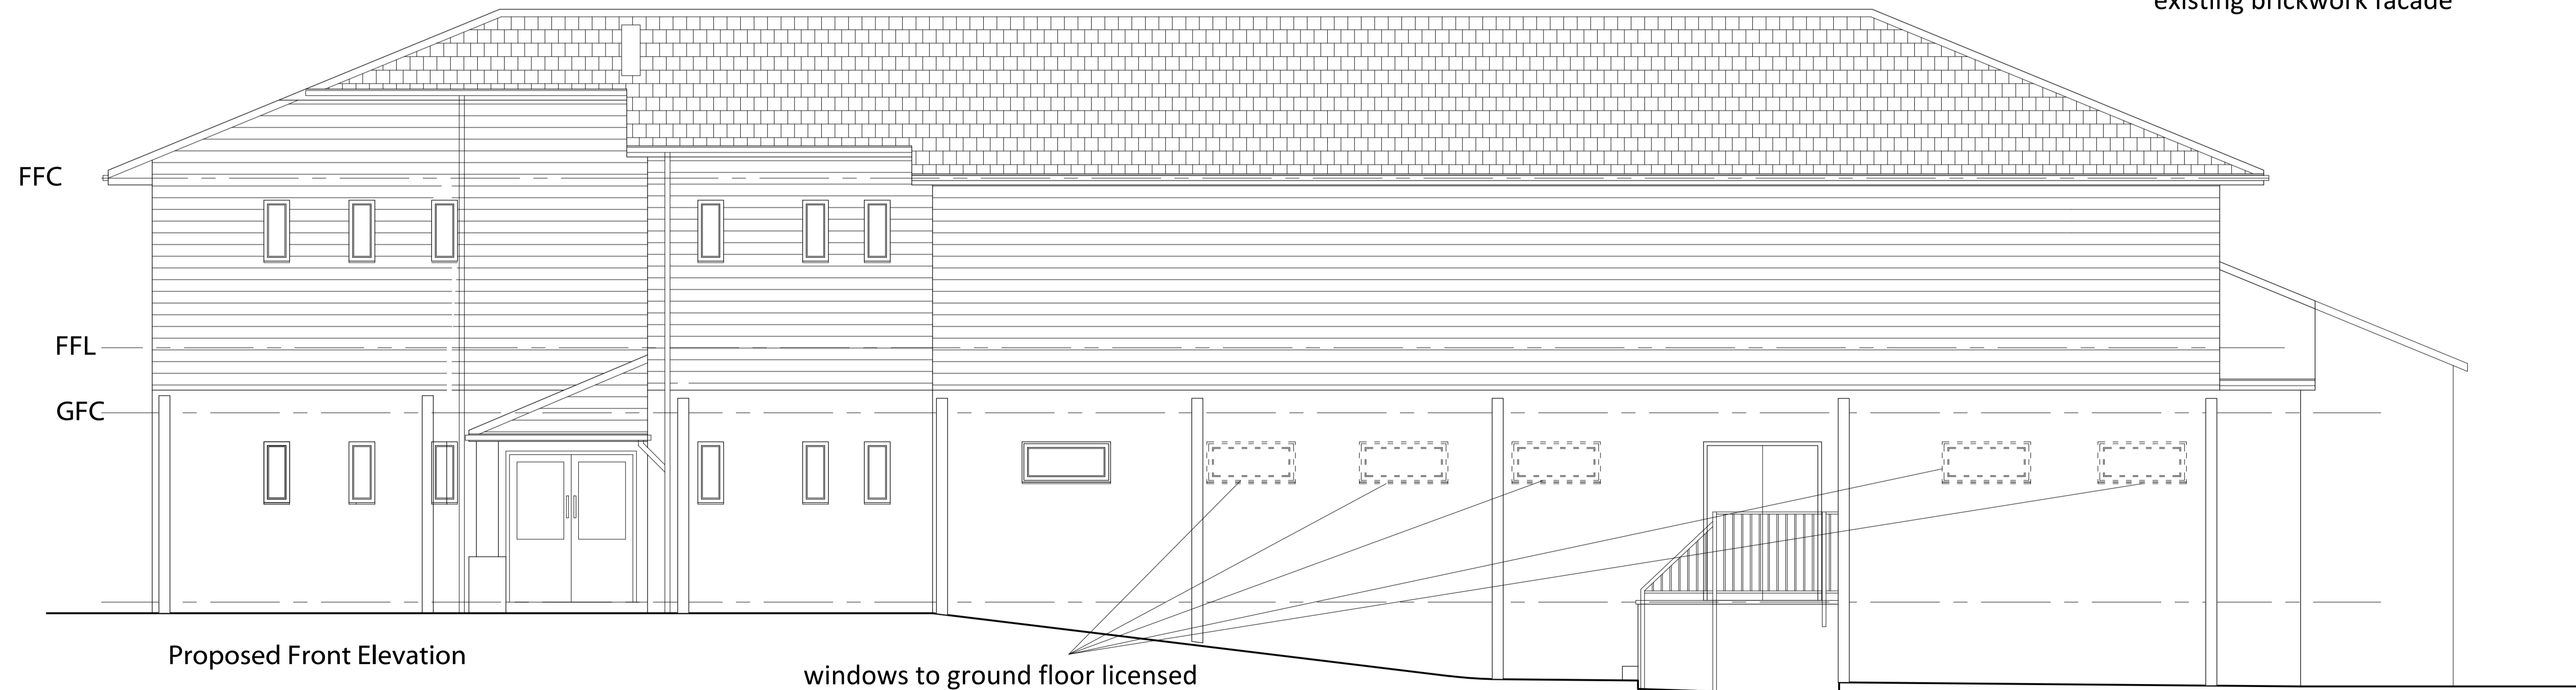 existing brickwork facade
FFC
FFL
GFC
Proposed Front Elevation
windows to ground floor licensed